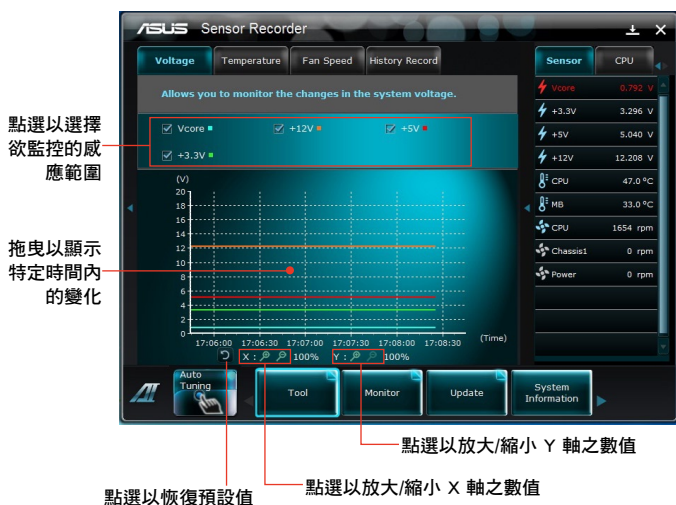 ASUS Sensor Recorder
Voltage
Temperature
Fan Speed
History Record
Allows you to monitor the changes in the system voltage.
Vcore
+12V
+5V
+3.3V
(V)
20
18
16
14
12
10
8
6
4
2
0
17:06:00 17:06:30 17:07:00 17:07:30 17:08:00 17:08:30
(Time)
X : 100%
Y : 100%
Sensor
CPU
Vcore 0.792 V
+3.3V 3.296 V
+5V 5.040 V
+12V 12.208 V
CPU 47.0 ºC
MB 33.0 ºC
CPU 1654 rpm
Chassis1 0 rpm
Power 0 rpm
Auto
Tuning
Tool
Monitor
Update
System
Information
點選以選擇
欲監控的感
應範圍
拖曳以顯示
特定時間內
的變化
點選以放大/縮小 Y 軸之數值
點選以放大/縮小 X 軸之數值
點選以恢復預設值